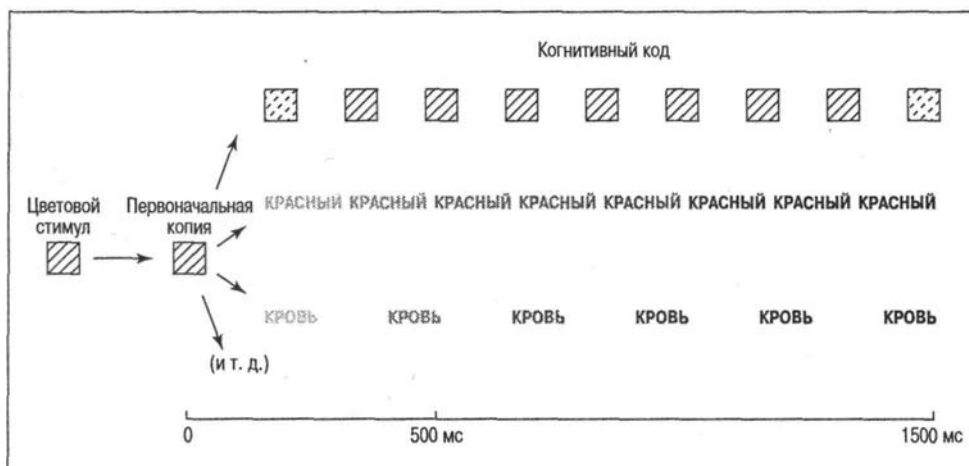 Когнитивный код
КРАСНЫЙ КРАСНЫЙ КРАСНЫЙ КРАСНЫЙ КРАСНЫЙ КРАСНЫЙ КРАСНЫЙ КРАСНЫЙ
Цветовой стимул
Первоначальная копия
КРОВЬ КРОВЬ КРОВЬ КРОВЬ КРОВЬ КРОВЬ
(и т. д.)
0 500 мс 1500 мс